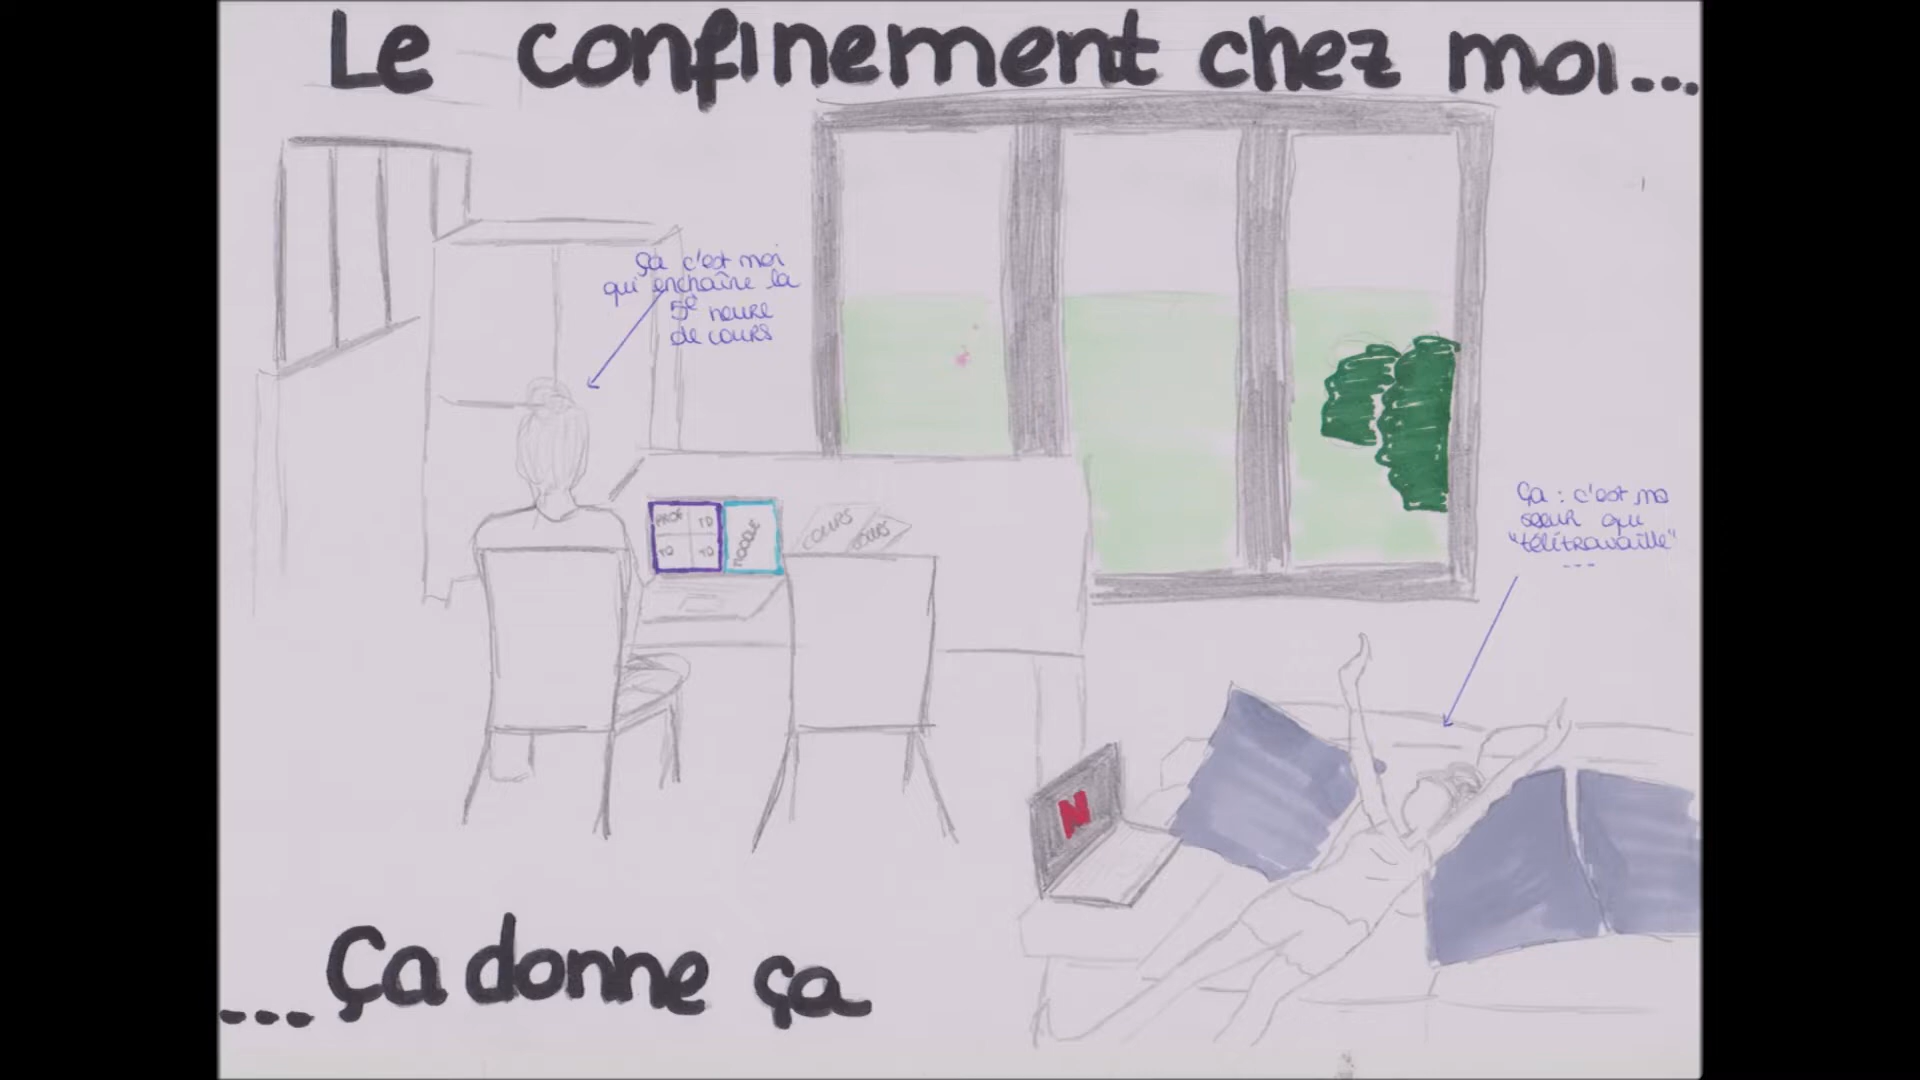 Le confinement chez moi...
ça c'est moi
qui enchaîne la
5e heure
de cours
PROF TD
TD TD
MOODLE
COURS
COURS
ça : c'est ma
sœur qui
"télétravaille"
---
N
... Ça donne ça